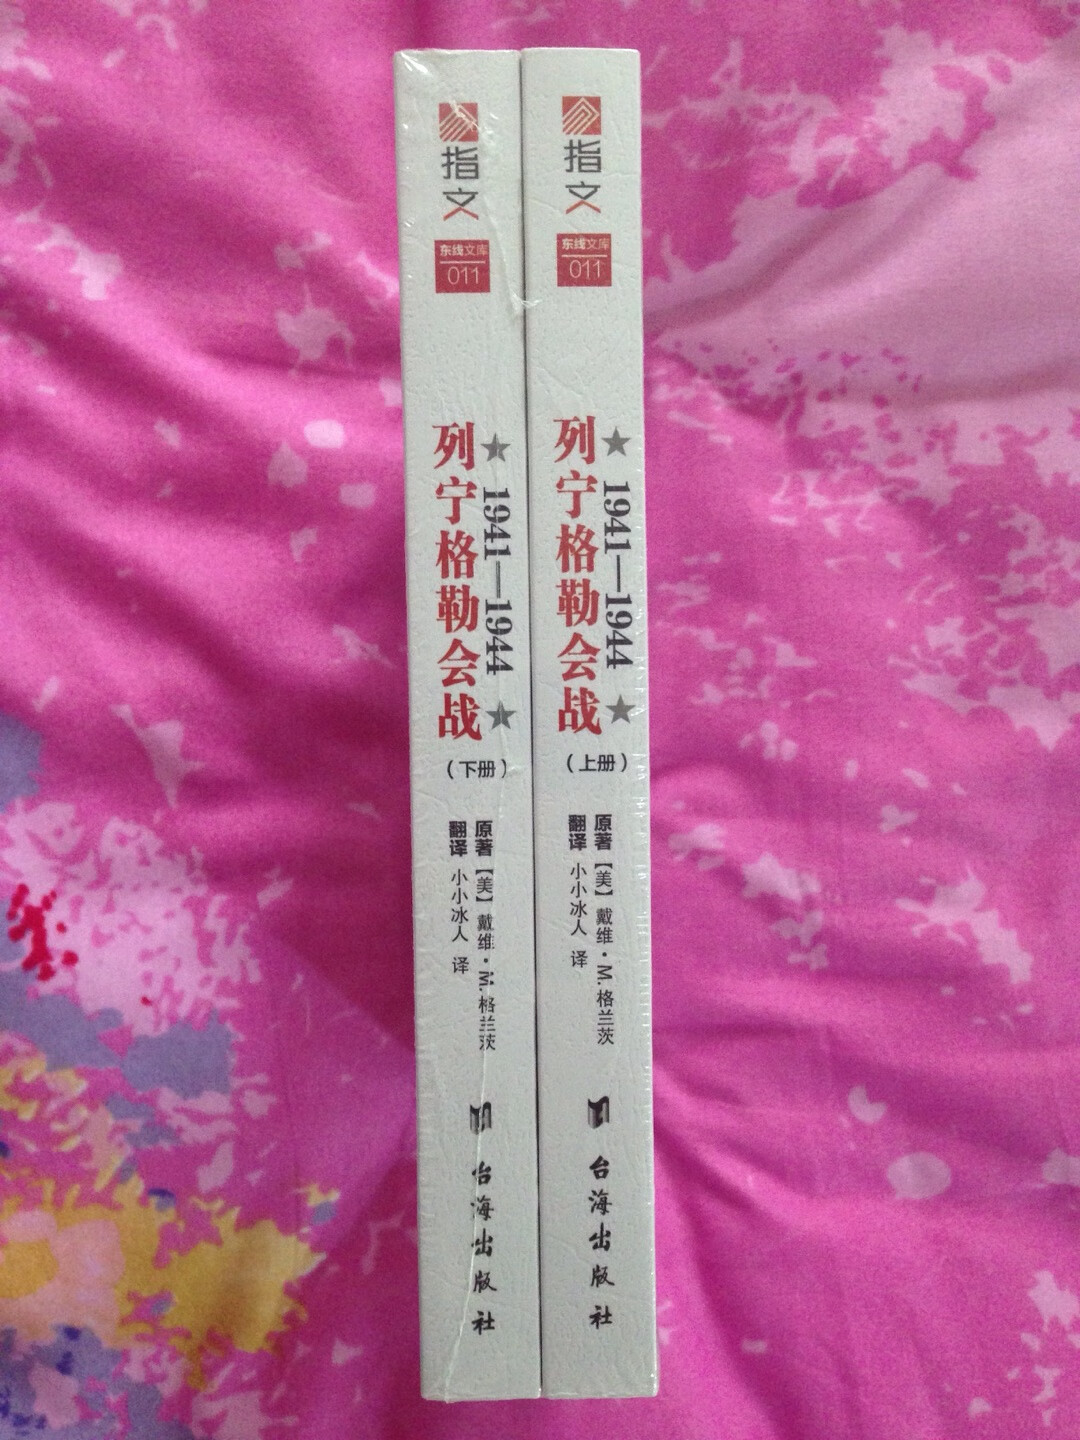 指文
东线文库
011
列宁格勒会战
★1941—1944★
(下册)
原著【美】戴维·M.格兰茨
翻译 小小冰人 译
台海出版社
指文
东线文库
011
列宁格勒会战
★1941—1944★
(上册)
原著【美】戴维·M.格兰茨
翻译 小小冰人 译
台海出版社